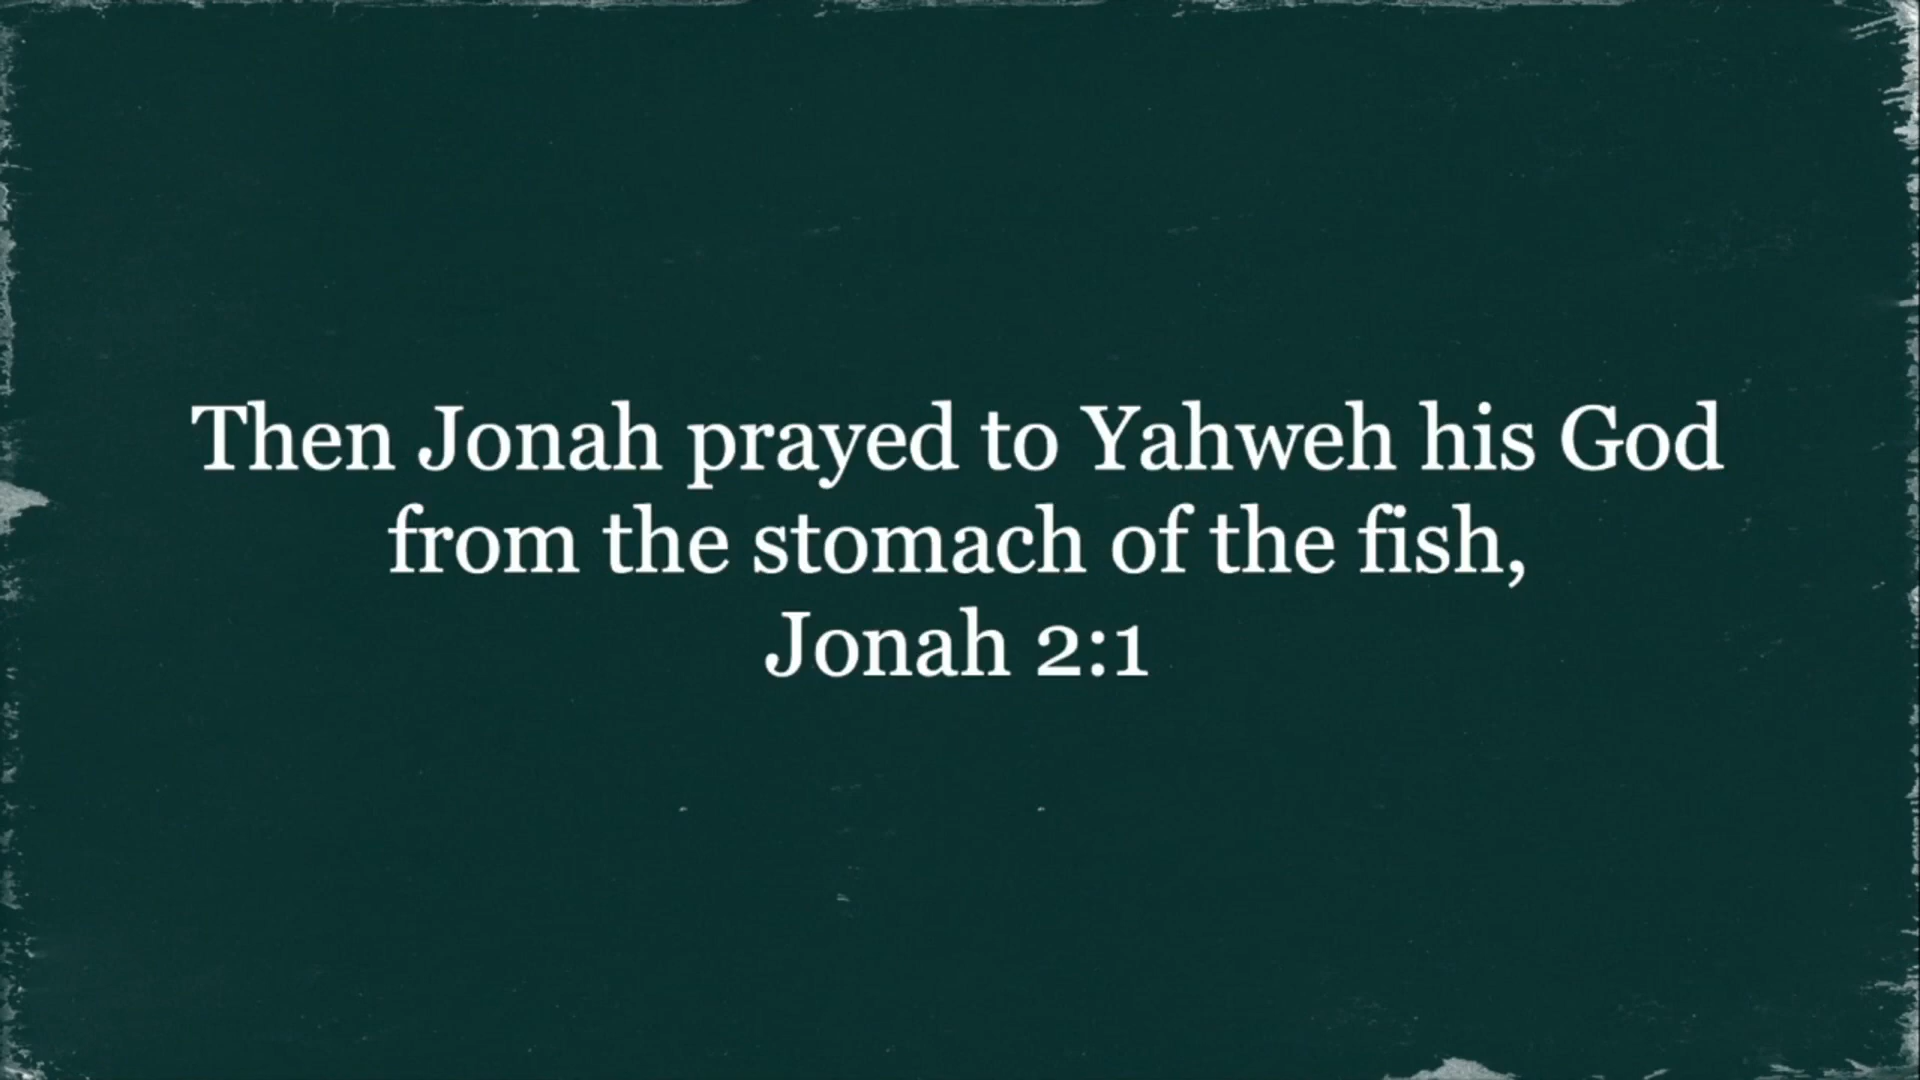 Then Jonah prayed to Yahweh his God
from the stomach of the fish,
Jonah 2:1